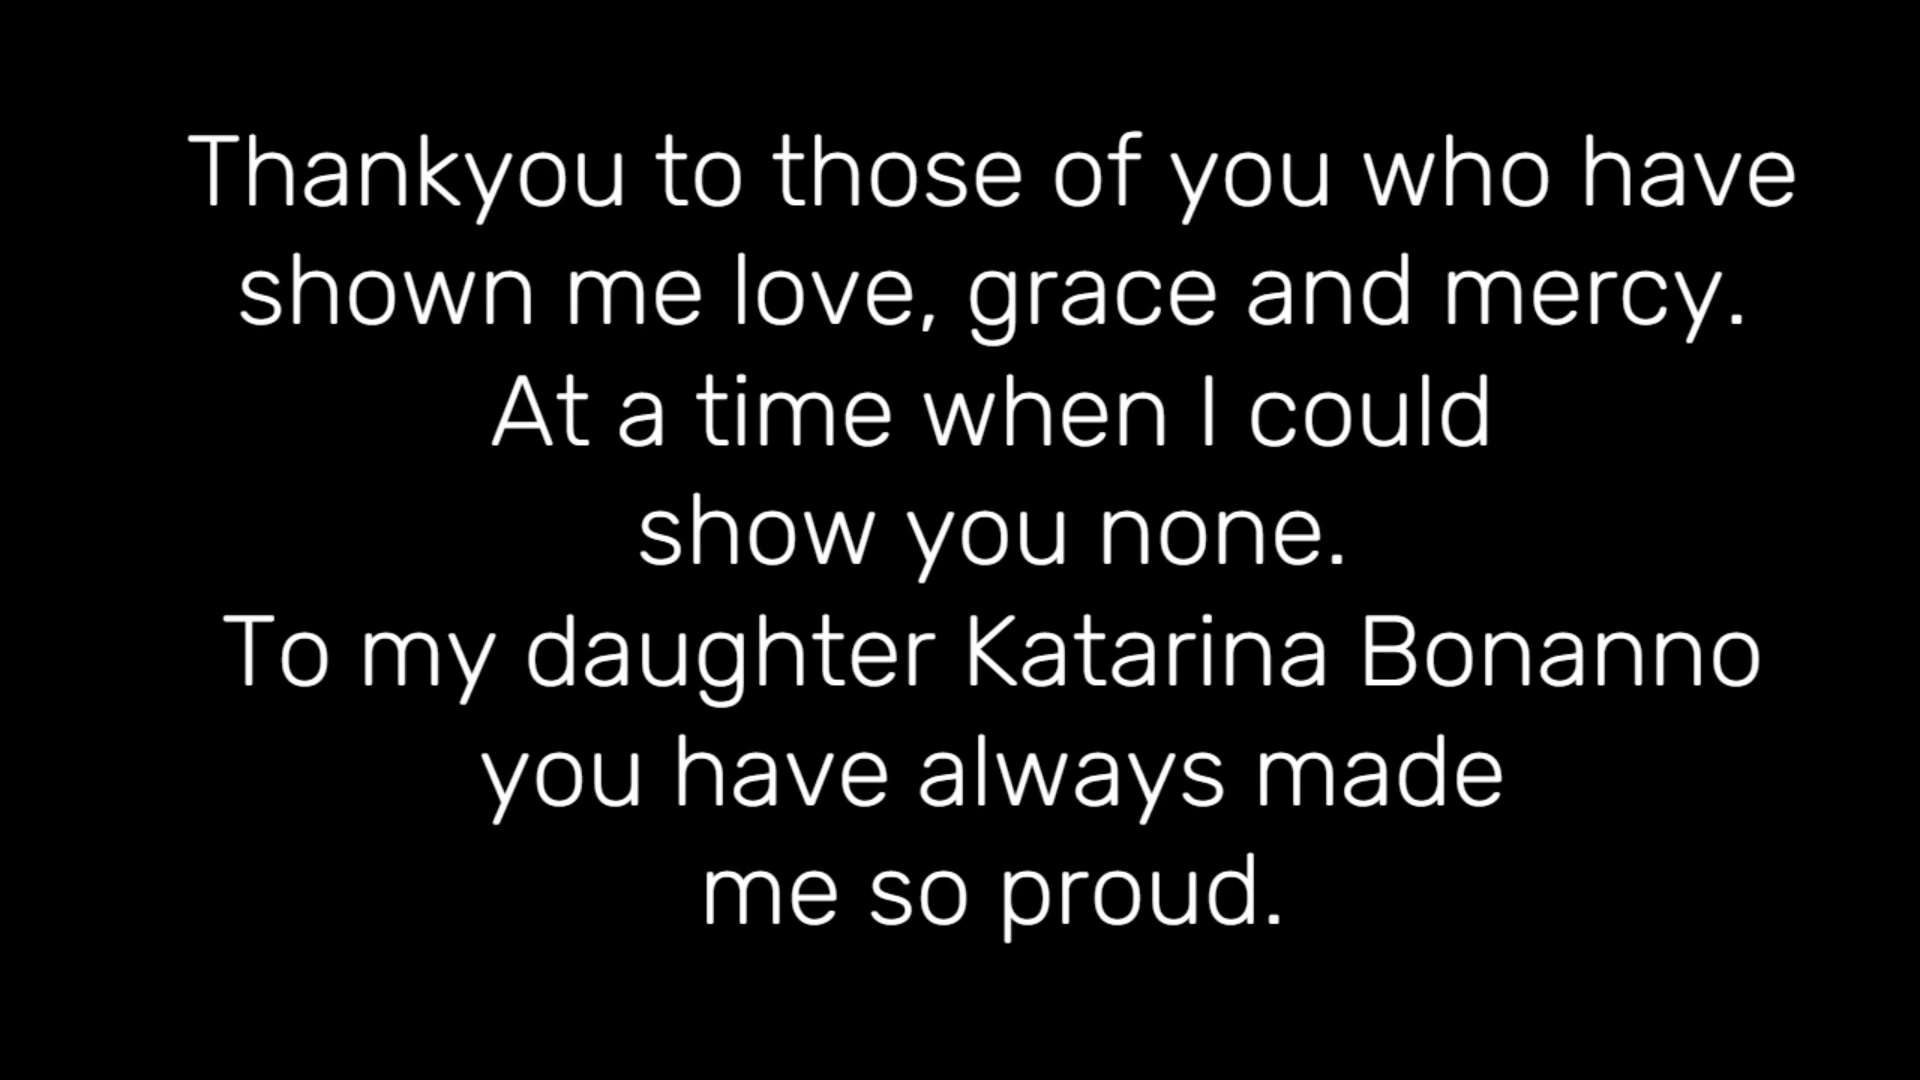 Thankyou to those of you who have
shown me love, grace and mercy.
At a time when I could
show you none.
To my daughter Katarina Bonanno
you have always made
me so proud.